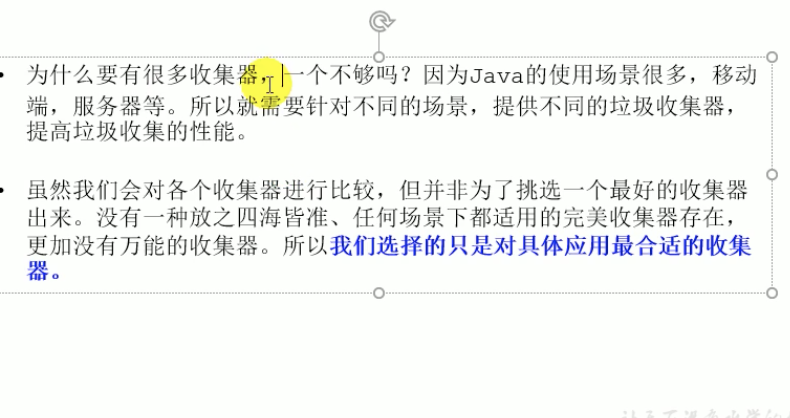 • 为什么要有很多收集器，一个不够吗？因为Java的使用场景很多，移动
端，服务器等。所以就需要针对不同的场景，提供不同的垃圾收集器，
提高垃圾收集的性能。
• 虽然我们会对各个收集器进行比较，但并非为了挑选一个最好的收集器
出来。没有一种放之四海皆准、任何场景下都适用的完美收集器存在，
更加没有万能的收集器。所以我们选择的只是对具体应用最合适的收集
器。